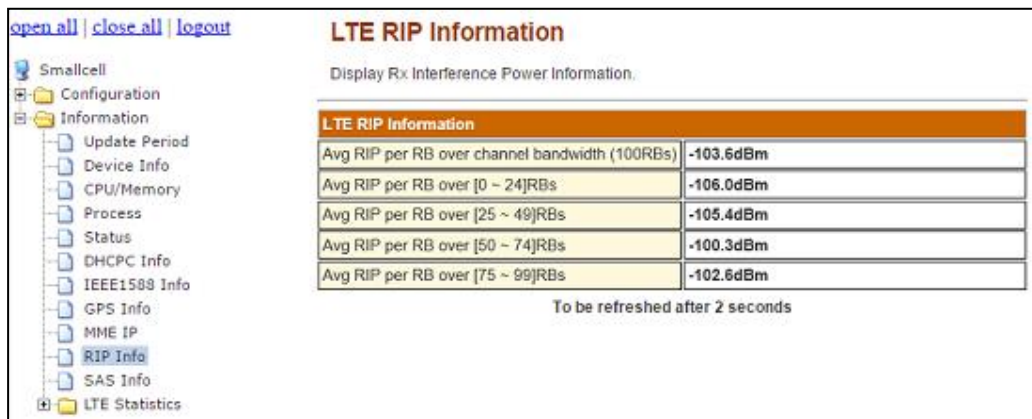 open all | close all | logout
Smallcell
Configuration
Information
Update Period
Device Info
CPU/Memory
Process
Status
DHCPC Info
IEEE1588 Info
GPS Info
MME IP
RIP Info
SAS Info
LTE Statistics
LTE RIP Information
Display Rx Interference Power Information.
LTE RIP Information
Avg RIP per RB over channel bandwidth (100RBs) -103.6dBm
Avg RIP per RB over [0 ~ 24]RBs -106.0dBm
Avg RIP per RB over [25 ~ 49]RBs -105.4dBm
Avg RIP per RB over [50 ~ 74]RBs -100.3dBm
Avg RIP per RB over [75 ~ 99]RBs -102.6dBm
To be refreshed after 2 seconds